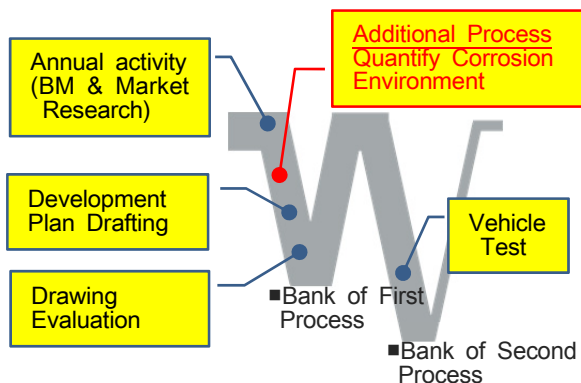 Annual activity
(BM & Market
Research)
Additional Process
Quantify Corrosion
Environment
Development
Plan Drafting
Vehicle
Test
Drawing
Evaluation
■Bank of First
Process
■Bank of Second
Process